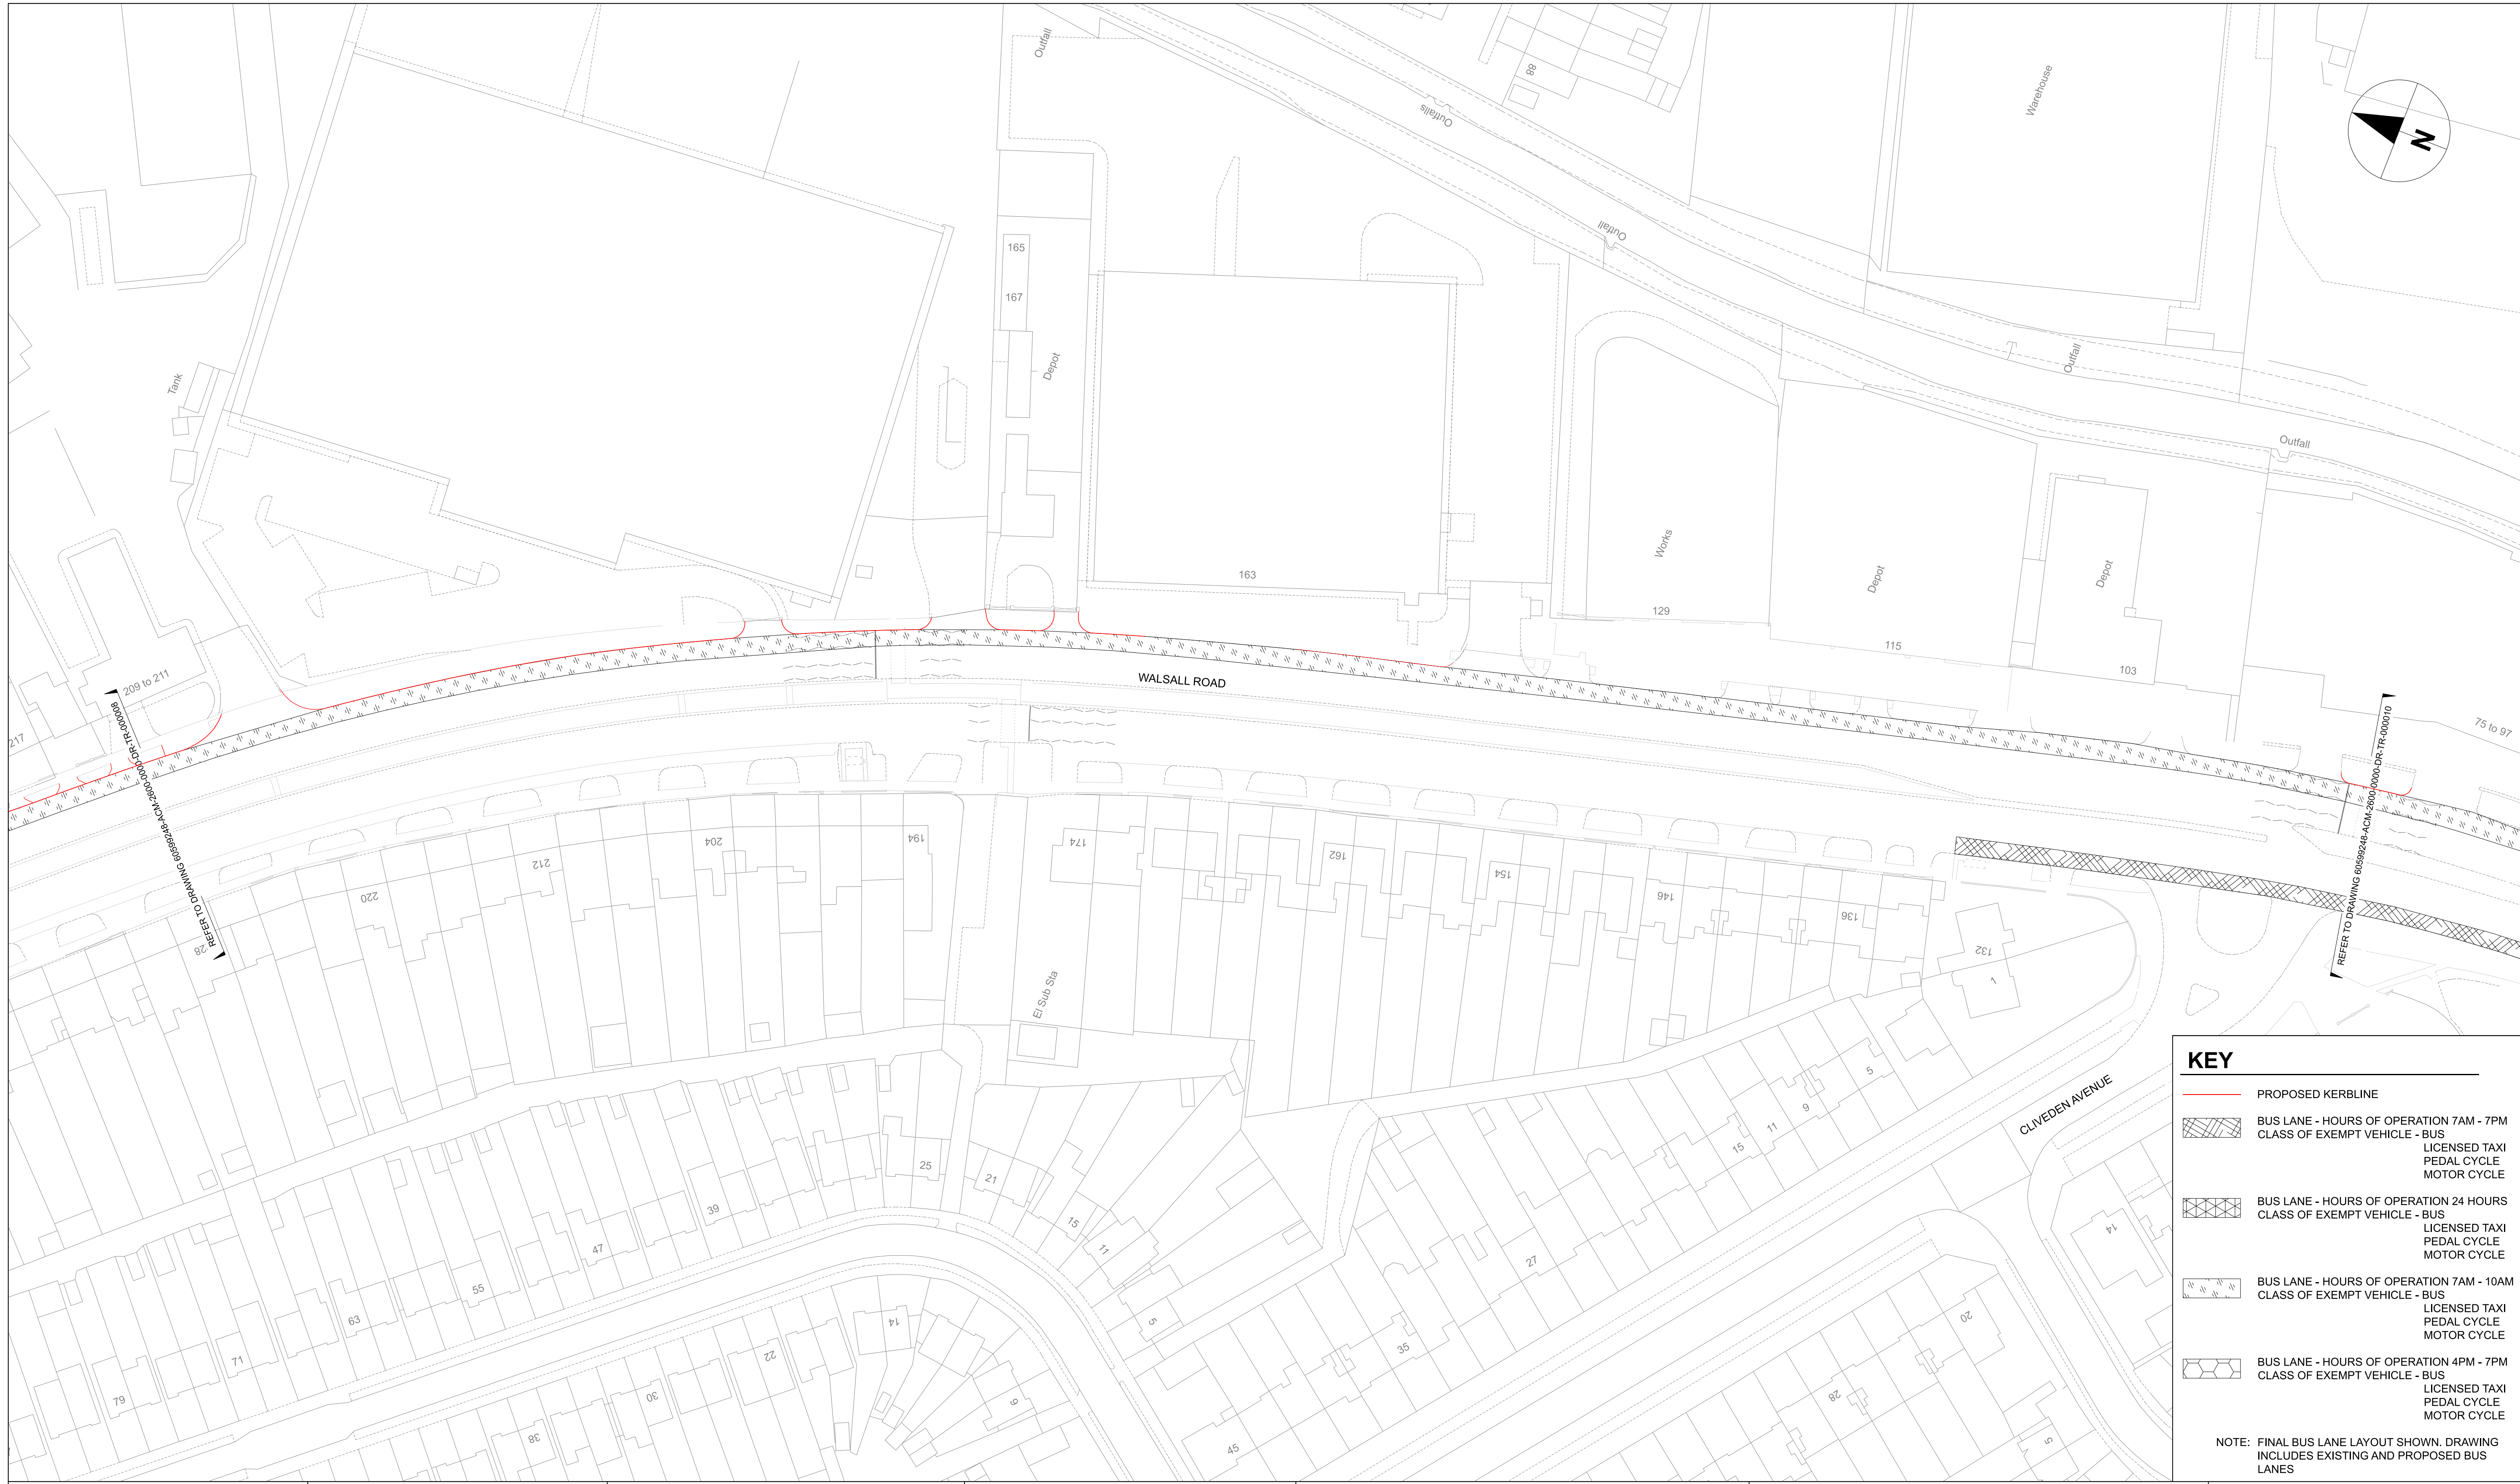 Outfall
88
Outfalls
Warehouse
N
Outfall
165
167
Depot
Tank
Outfall
Outfall
163
Works
Depot
Depot
129
115
103
209 to 211
217
WALSALL ROAD
75 to 97
REFER TO DRAWING 60599248-ACM-2600-0000-DR-TR-000008
REFER TO DRAWING 60599248-ACM-2600-0000-DR-TR-000010
28
220
212
204
194
174
162
154
146
136
132
1
El Sub Sta
CLIVEDEN AVENUE
5
9
11
15
27
35
45
25
21
15
11
5
39
47
55
63
71
79
14
22
30
38
9
14
20
28
5
KEY
PROPOSED KERBLINE
BUS LANE - HOURS OF OPERATION 7AM - 7PM
CLASS OF EXEMPT VEHICLE - BUS
LICENSED TAXI
PEDAL CYCLE
MOTOR CYCLE
BUS LANE - HOURS OF OPERATION 24 HOURS
CLASS OF EXEMPT VEHICLE - BUS
LICENSED TAXI
PEDAL CYCLE
MOTOR CYCLE
BUS LANE - HOURS OF OPERATION 7AM - 10AM
CLASS OF EXEMPT VEHICLE - BUS
LICENSED TAXI
PEDAL CYCLE
MOTOR CYCLE
BUS LANE - HOURS OF OPERATION 4PM - 7PM
CLASS OF EXEMPT VEHICLE - BUS
LICENSED TAXI
PEDAL CYCLE
MOTOR CYCLE
NOTE: FINAL BUS LANE LAYOUT SHOWN. DRAWING
INCLUDES EXISTING AND PROPOSED BUS
LANES